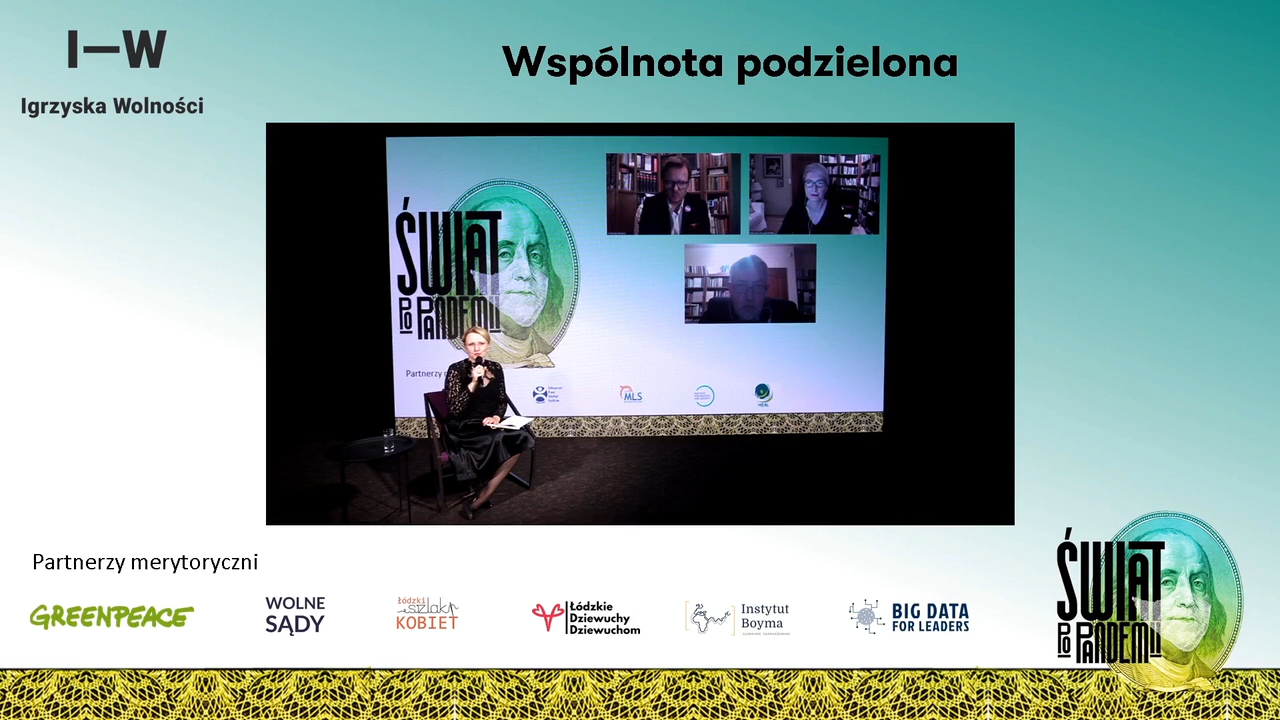 I—W
Igrzyska Wolności
Wspólnota podzielona
ŚWIAT
PO PANDEMII
Partnerzy
MLS
HEAL
Partnerzy merytoryczni
GREENPEACE
WOLNE
SĄDY
łódzki
szlak
KOBIET
Łódzkie
Dziewuchy
Dziewuchom
Instytut
Boyma
BIG DATA
FOR LEADERS
ŚWIAT
PO PANDEMII